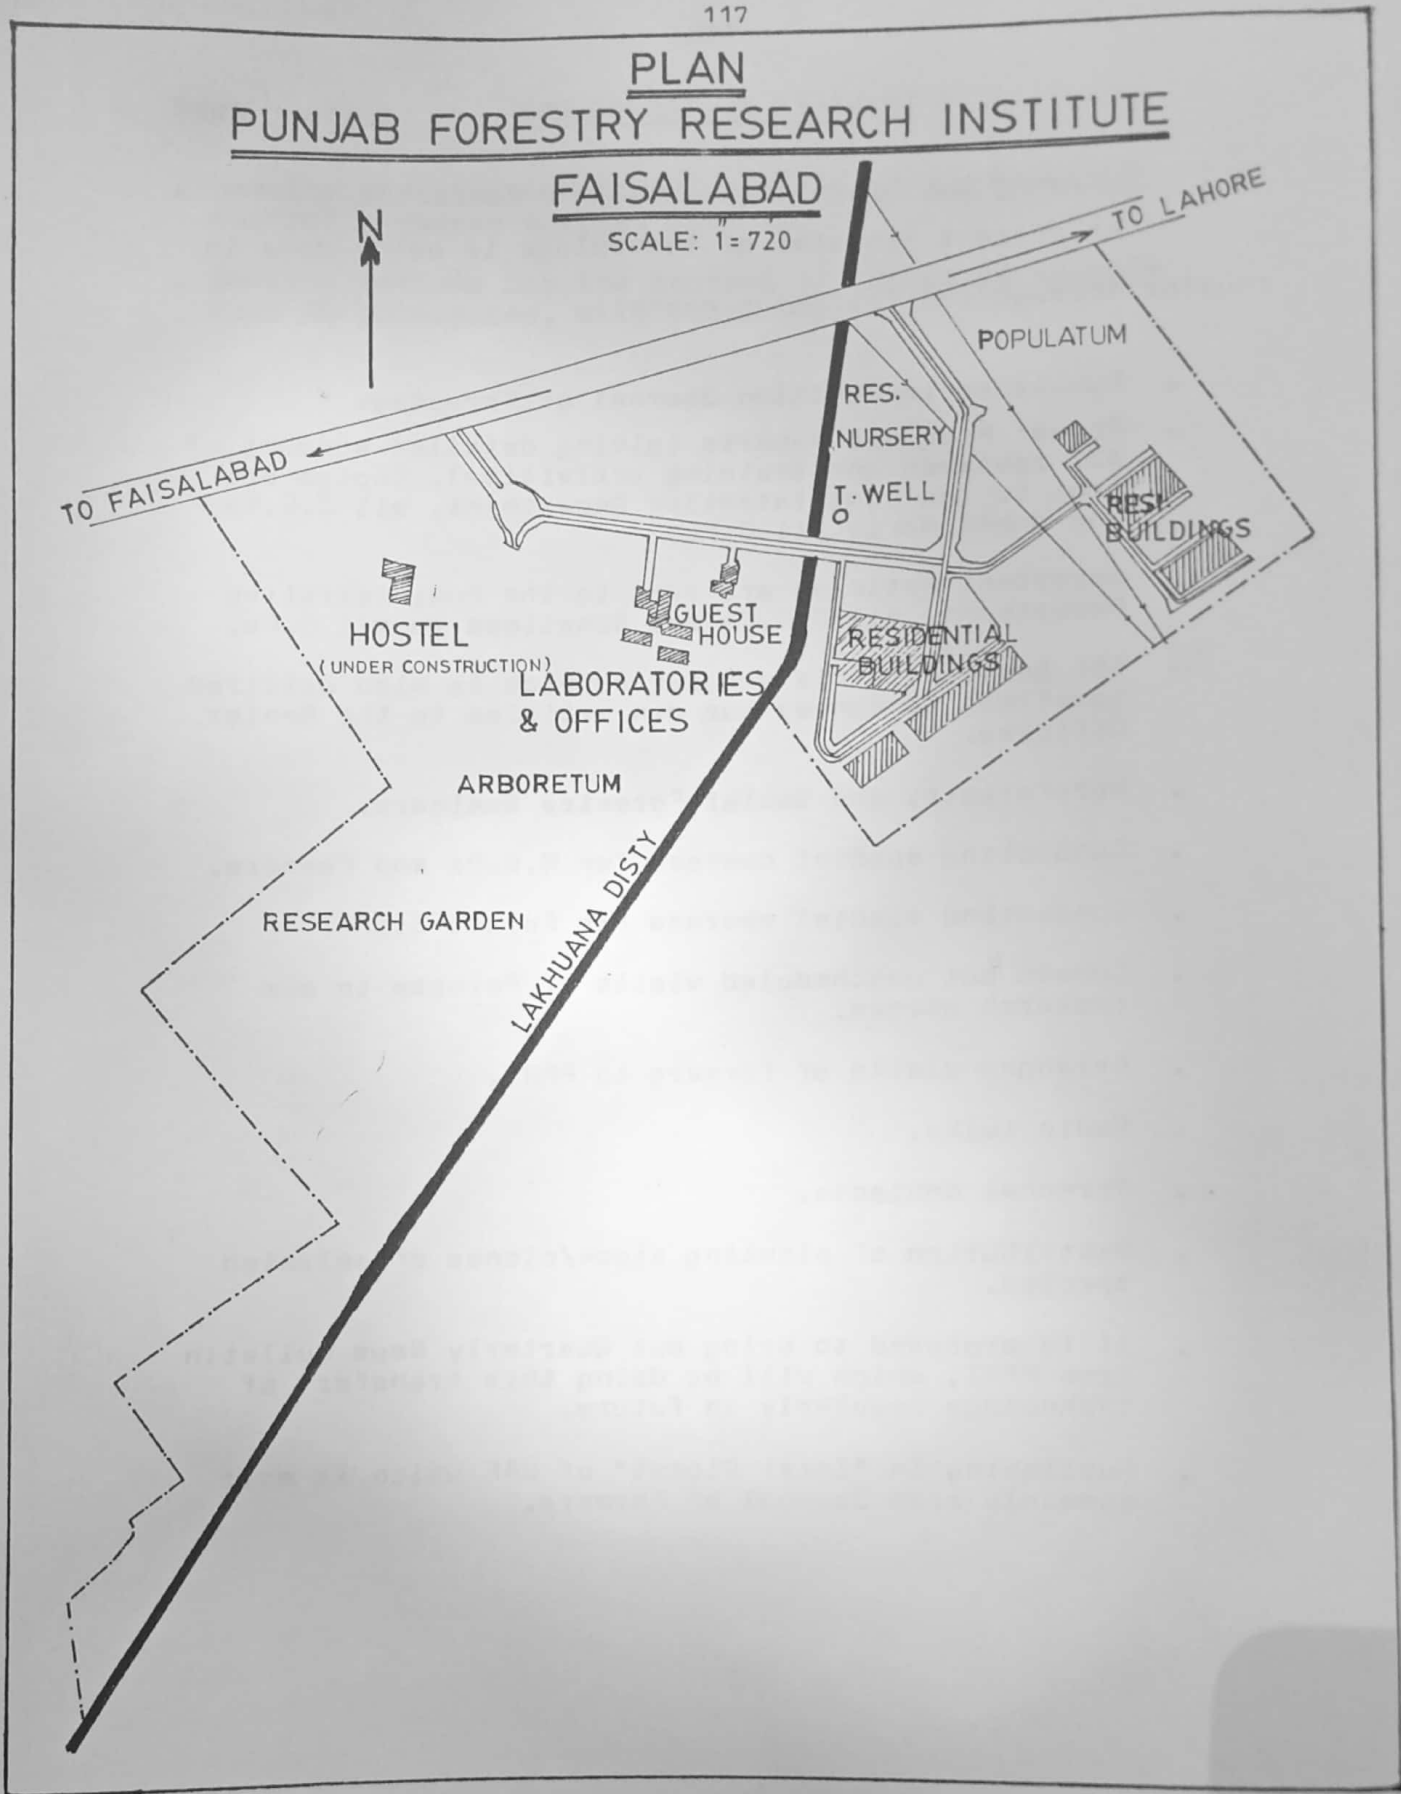 117
PLAN
PUNJAB FORESTRY RESEARCH INSTITUTE
FAISALABAD
SCALE: 1"= 720'
N
TO LAHORE
POPULATUM
RES.
NURSERY
T. WELL
TO FAISALABAD
RESI.
BUILDINGS
HOSTEL
(UNDER CONSTRUCTION)
GUEST
HOUSE
RESIDENTIAL
BUILDINGS
LABORATORIES
& OFFICES
ARBORETUM
LAKHUANA DISTY
RESEARCH GARDEN